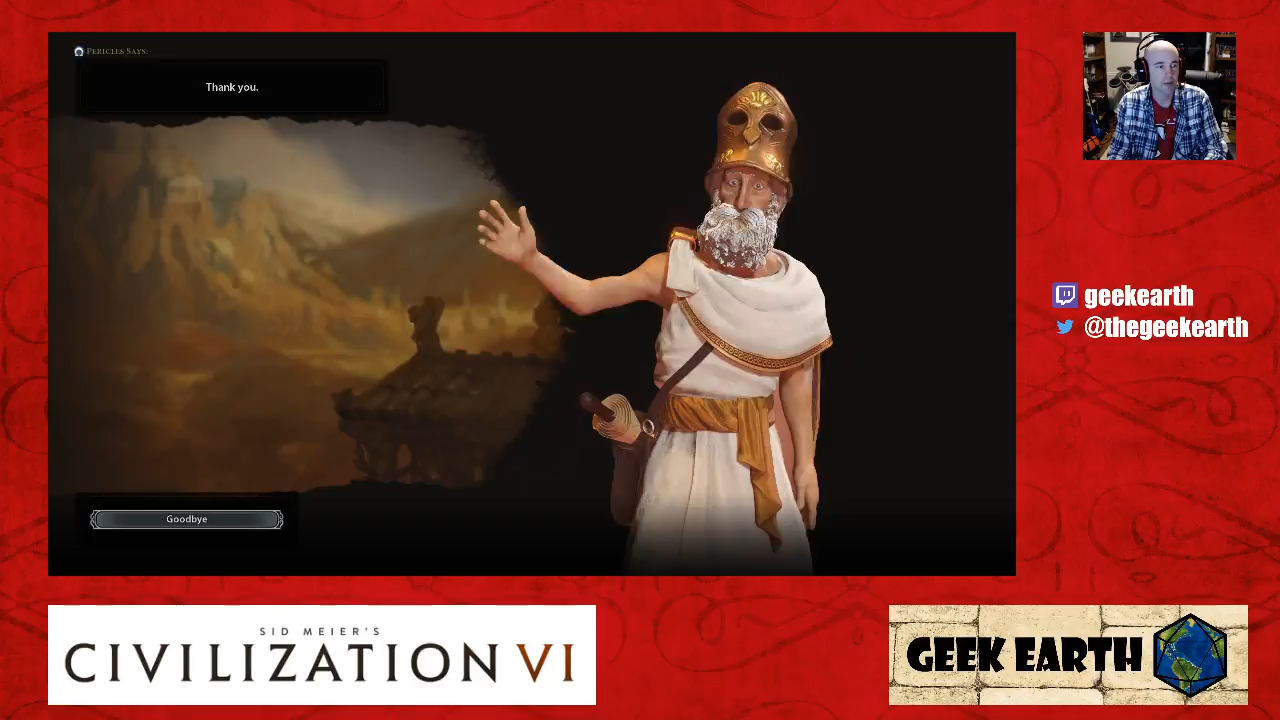 PERICLES SAYS:
Thank you.
Goodbye
geekearth
@thegeekearth
SID MEIER'S
CIVILIZATION VI
GEEK EARTH